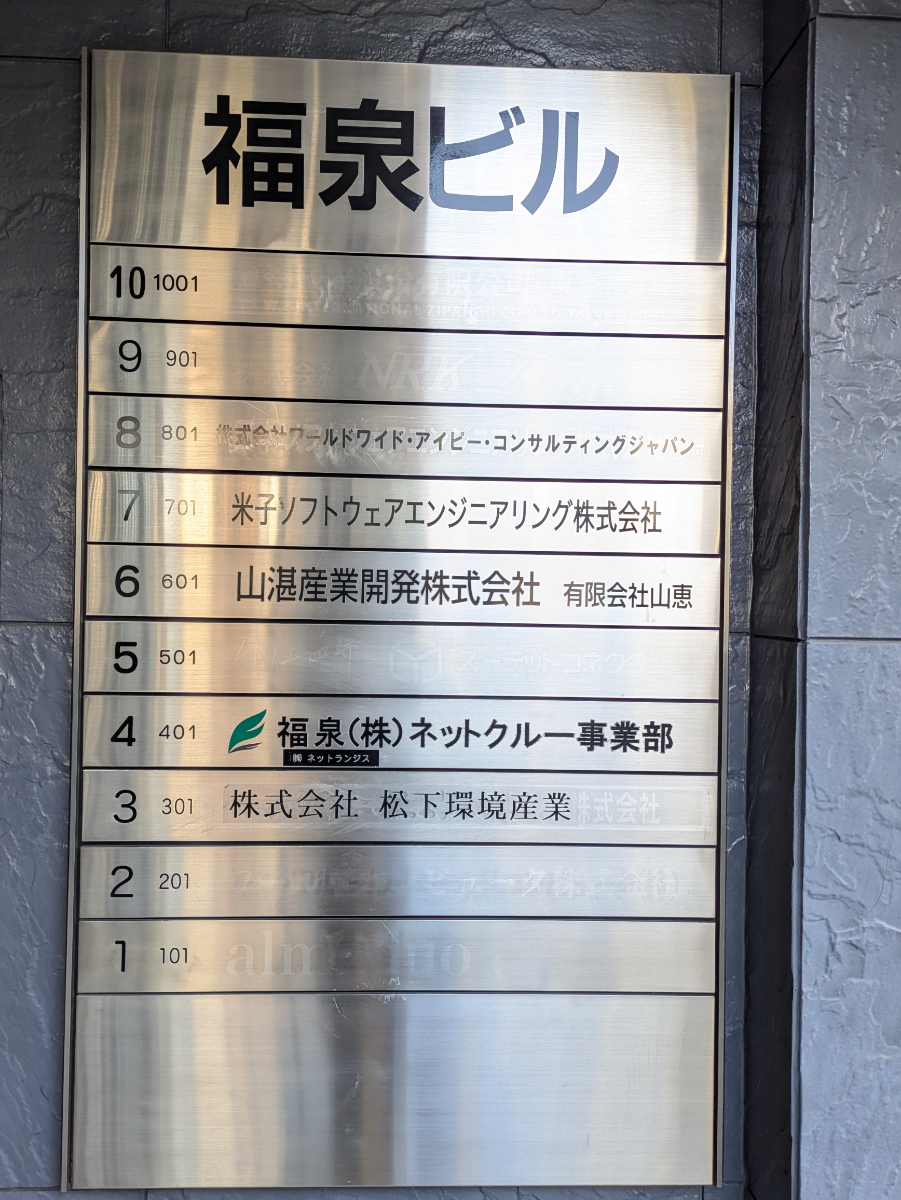 福泉ビル
10 1001
9 901 NRK
8 801 株式会社ワールドワイド・アイピー・コンサルティングジャパン
7 701 米子ソフトウェアエンジニアリング株式会社
6 601 山湛産業開発株式会社 有限会社山恵
5 501
4 401 福泉(株)ネットクルー事業部
㈱ ネットランジス
3 301 株式会社 松下環境産業 株式会社
2 201
1 101